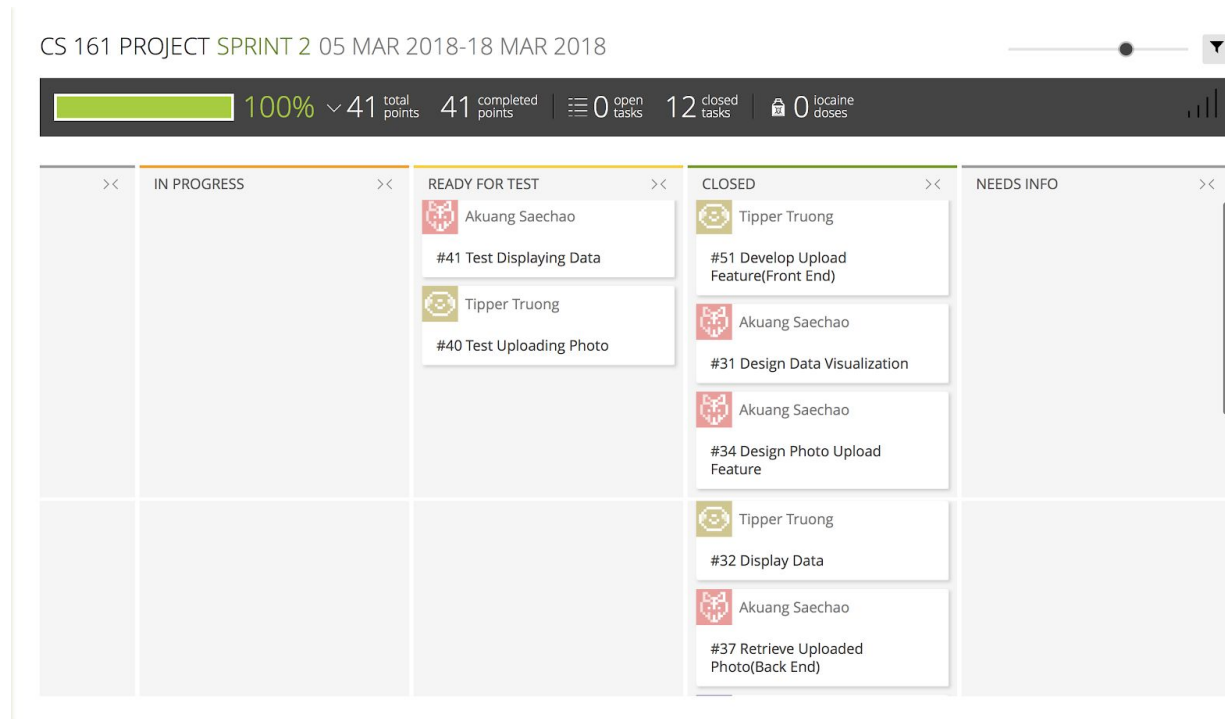 CS 161 PROJECT SPRINT 2 05 MAR 2018-18 MAR 2018
100% 41 total points 41 completed points 0 open tasks 12 closed tasks 0 iocaine doses
IN PROGRESS
READY FOR TEST
Akuang Saechao
#41 Test Displaying Data
Tipper Truong
#40 Test Uploading Photo
CLOSED
Tipper Truong
#51 Develop Upload
Feature(Front End)
Akuang Saechao
#31 Design Data Visualization
Akuang Saechao
#34 Design Photo Upload
Feature
Tipper Truong
#32 Display Data
Akuang Saechao
#37 Retrieve Uploaded
Photo(Back End)
NEEDS INFO